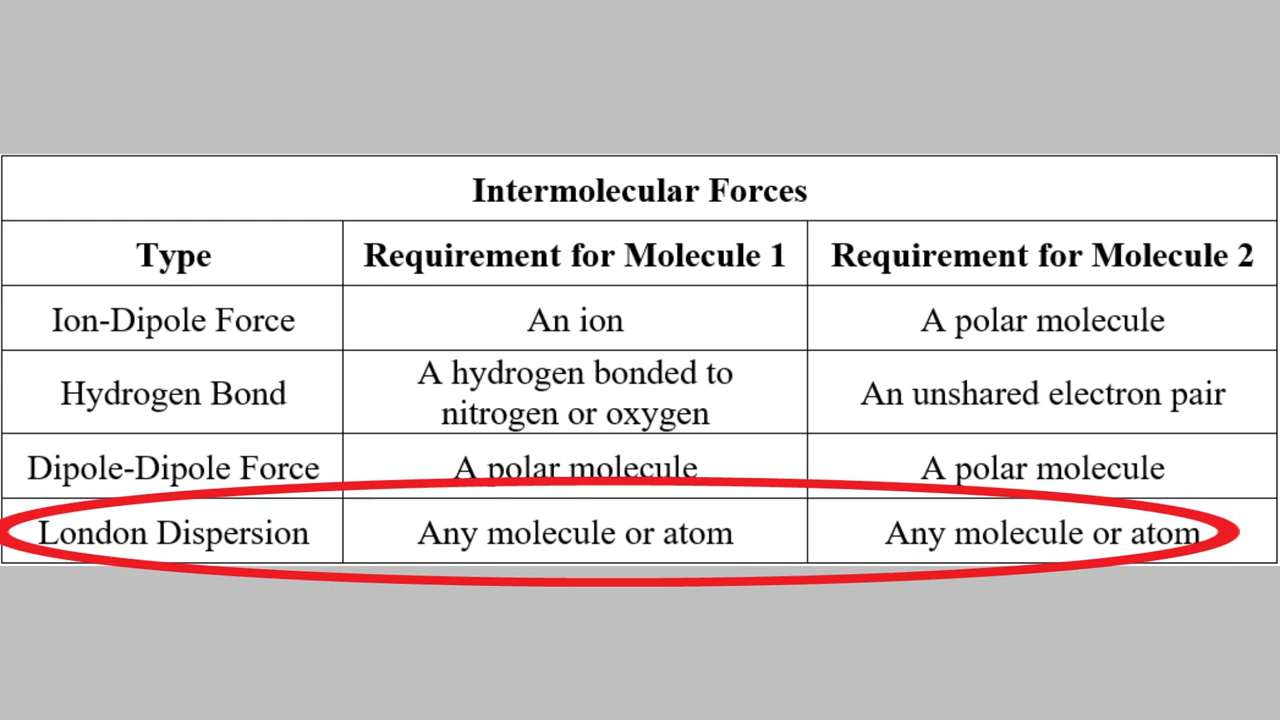 Intermolecular Forces
Type Requirement for Molecule 1 Requirement for Molecule 2
Ion-Dipole Force An ion A polar molecule
Hydrogen Bond A hydrogen bonded to nitrogen or oxygen An unshared electron pair
Dipole-Dipole Force A polar molecule A polar molecule
London Dispersion Any molecule or atom Any molecule or atom